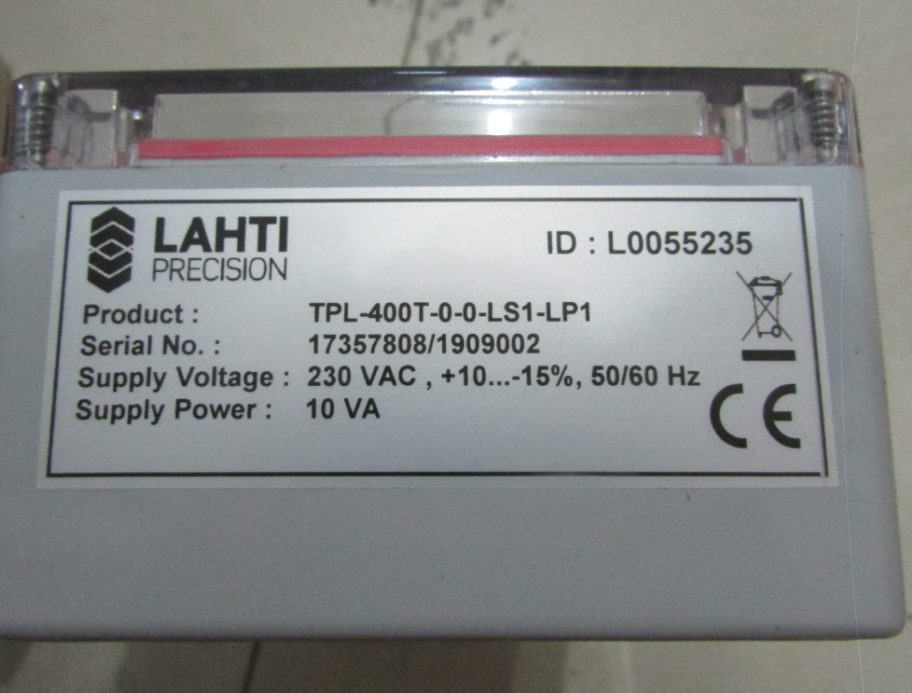 LAHTI
PRECISION
ID : L0055235
Product : TPL-400T-0-0-LS1-LP1
Serial No. : 17357808/1909002
Supply Voltage : 230 VAC , +10...-15%, 50/60 Hz
Supply Power : 10 VA
CE